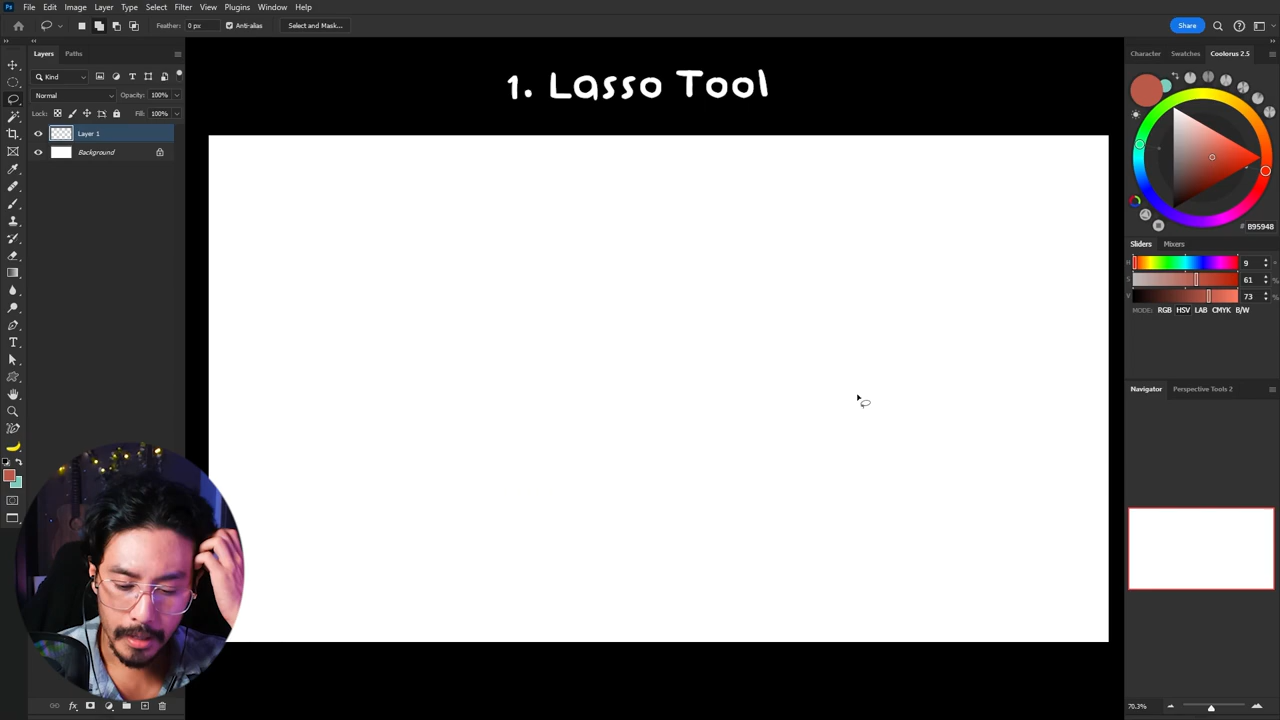 Ps File Edit Image Layer Type Select Filter View Plugins Window Help
Feather: 0 px Anti-alias Select and Mask... Share
Layers Paths
Kind
Normal Opacity: 100%
Lock: Fill: 100%
Layer 1
Background
1. Lasso Tool
Character Swatches Coolorus 2.5
# B95948
Sliders Mixers
H 9 °
S 61 %
V 73 %
MODE: RGB HSV LAB CMYK B/W
Navigator Perspective Tools 2
70.3%